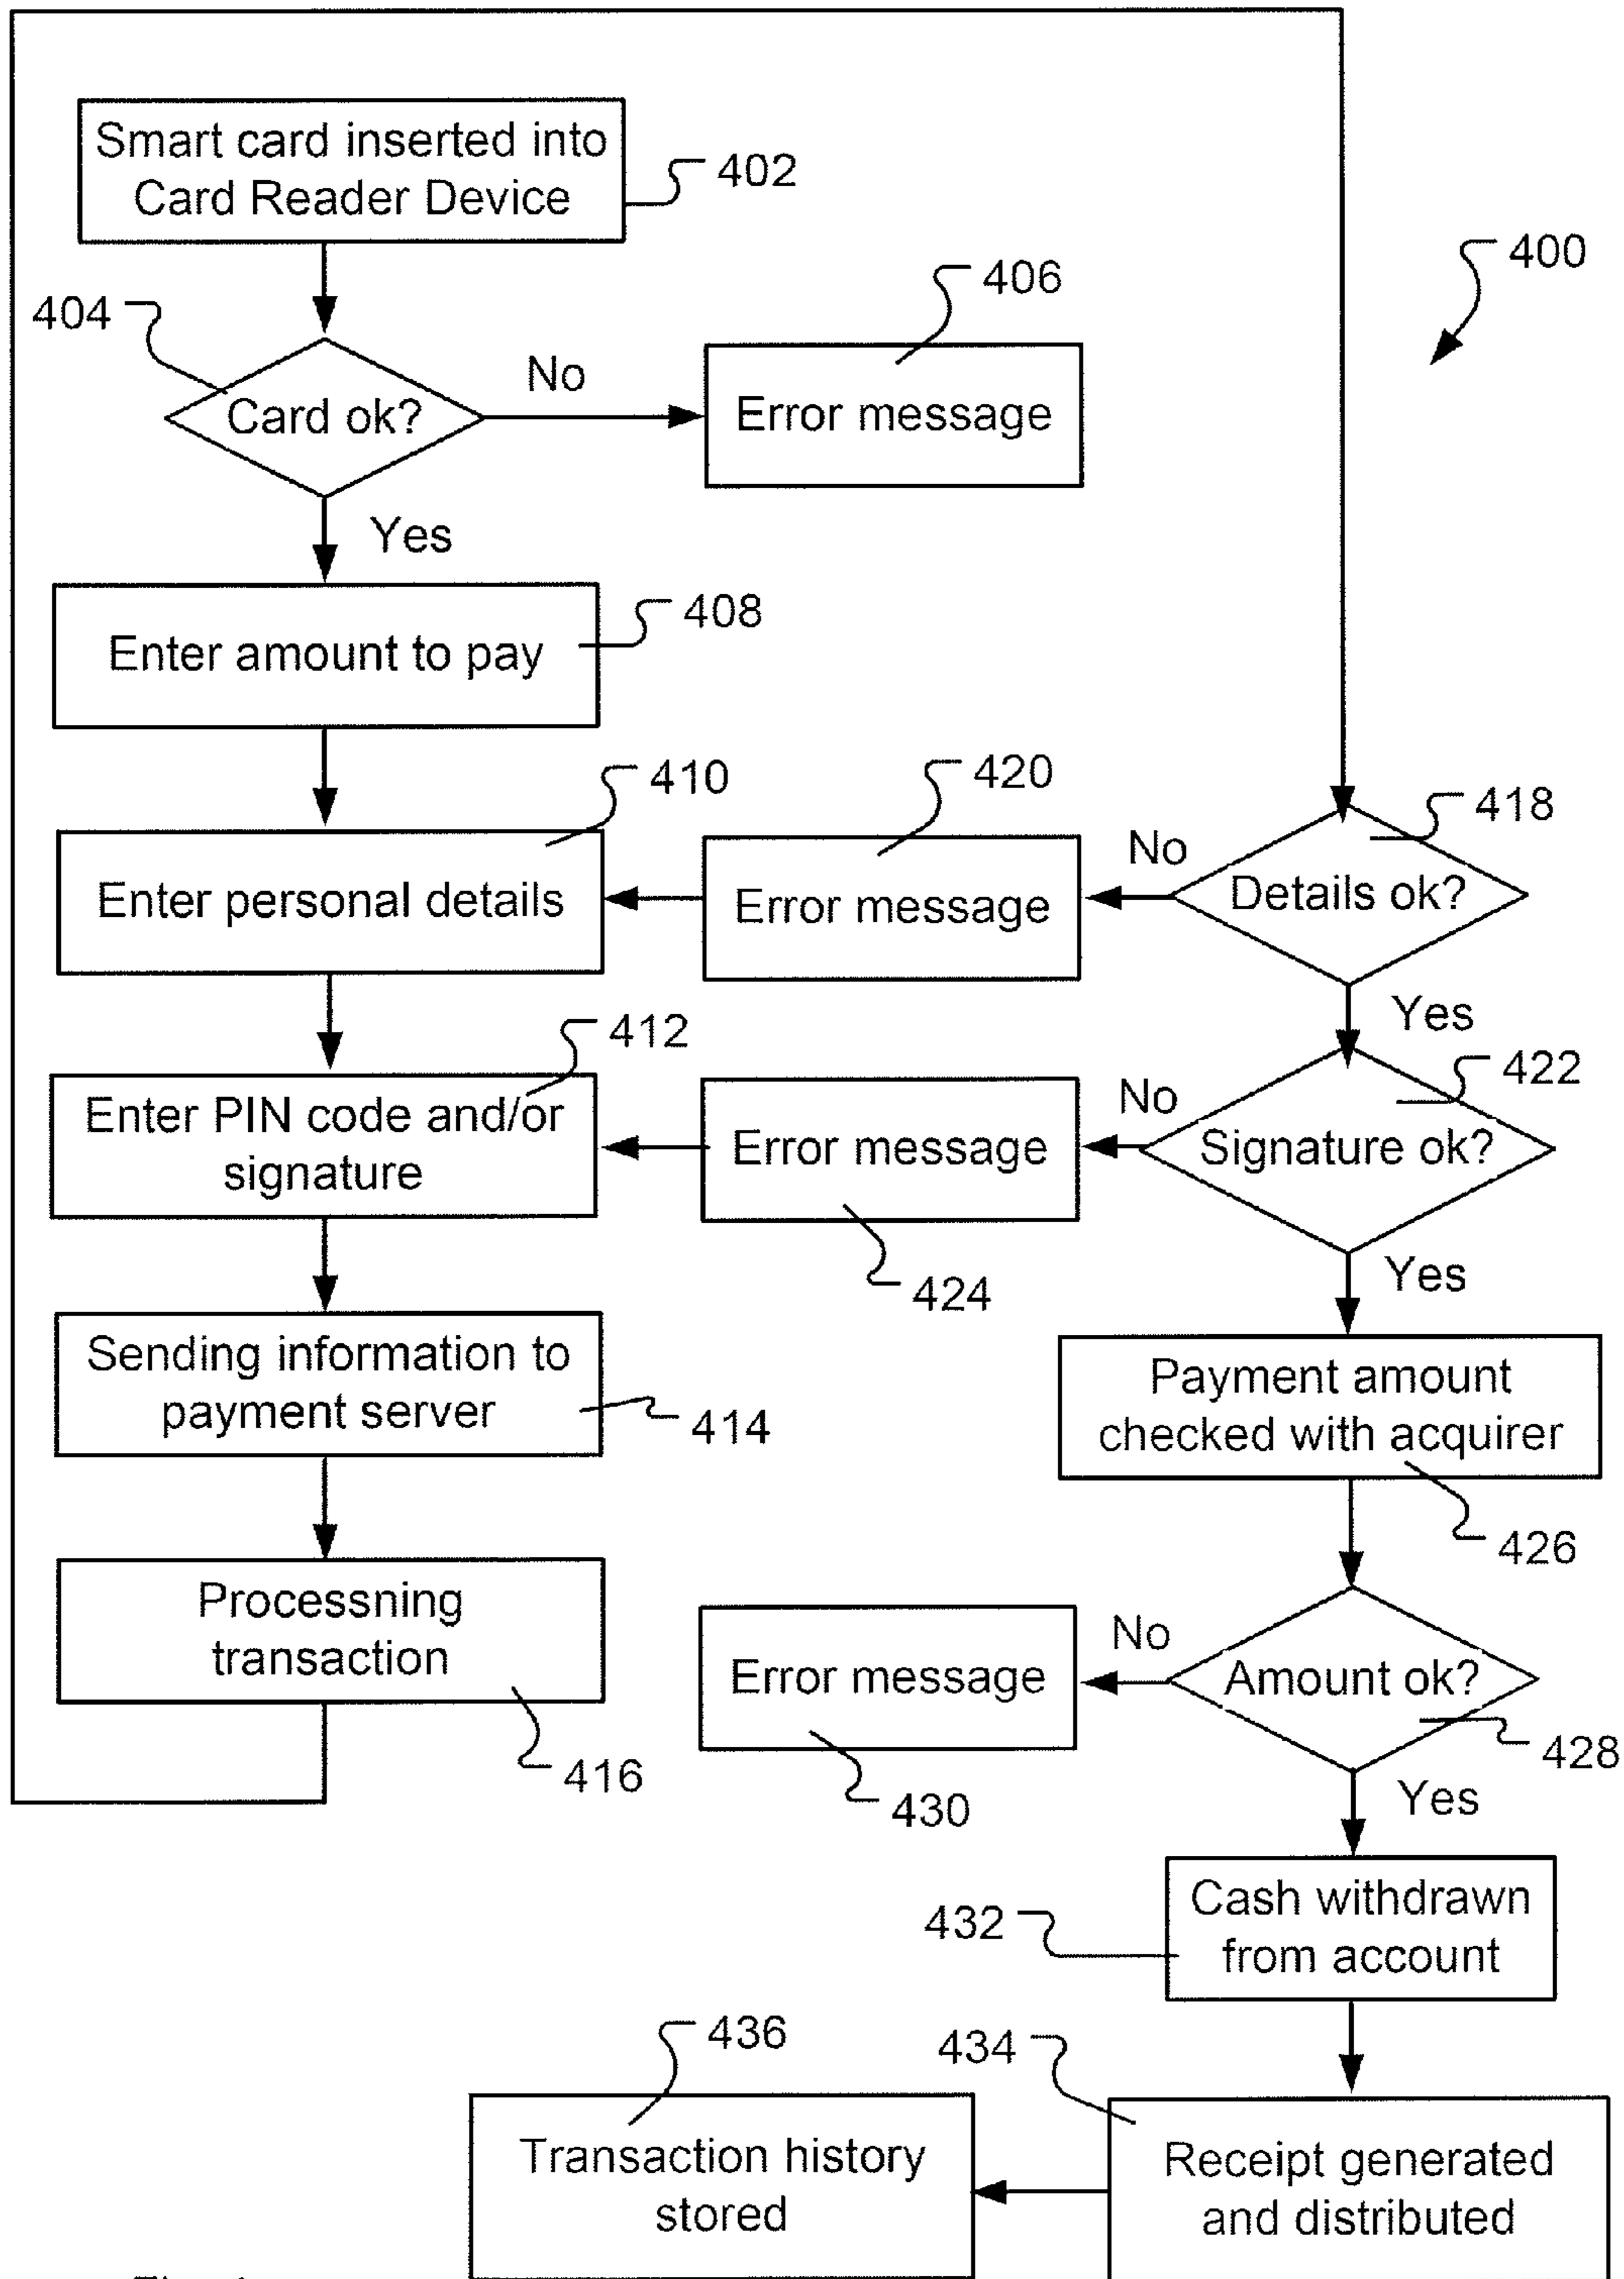 Smart card inserted into
Card Reader Device
402
400
406
404
No
Card ok?
Error message
Yes
408
Enter amount to pay
410
420
418
No
Enter personal details
Error message
Details ok?
Yes
412
422
No
Enter PIN code and/or
signature
Error message
Signature ok?
424
Yes
Sending information to
payment server
414
Payment amount
checked with acquirer
426
Processning
transaction
416
No
Error message
Amount ok?
428
430
Yes
432
Cash withdrawn
from account
436
434
Transaction history
stored
Receipt generated
and distributed